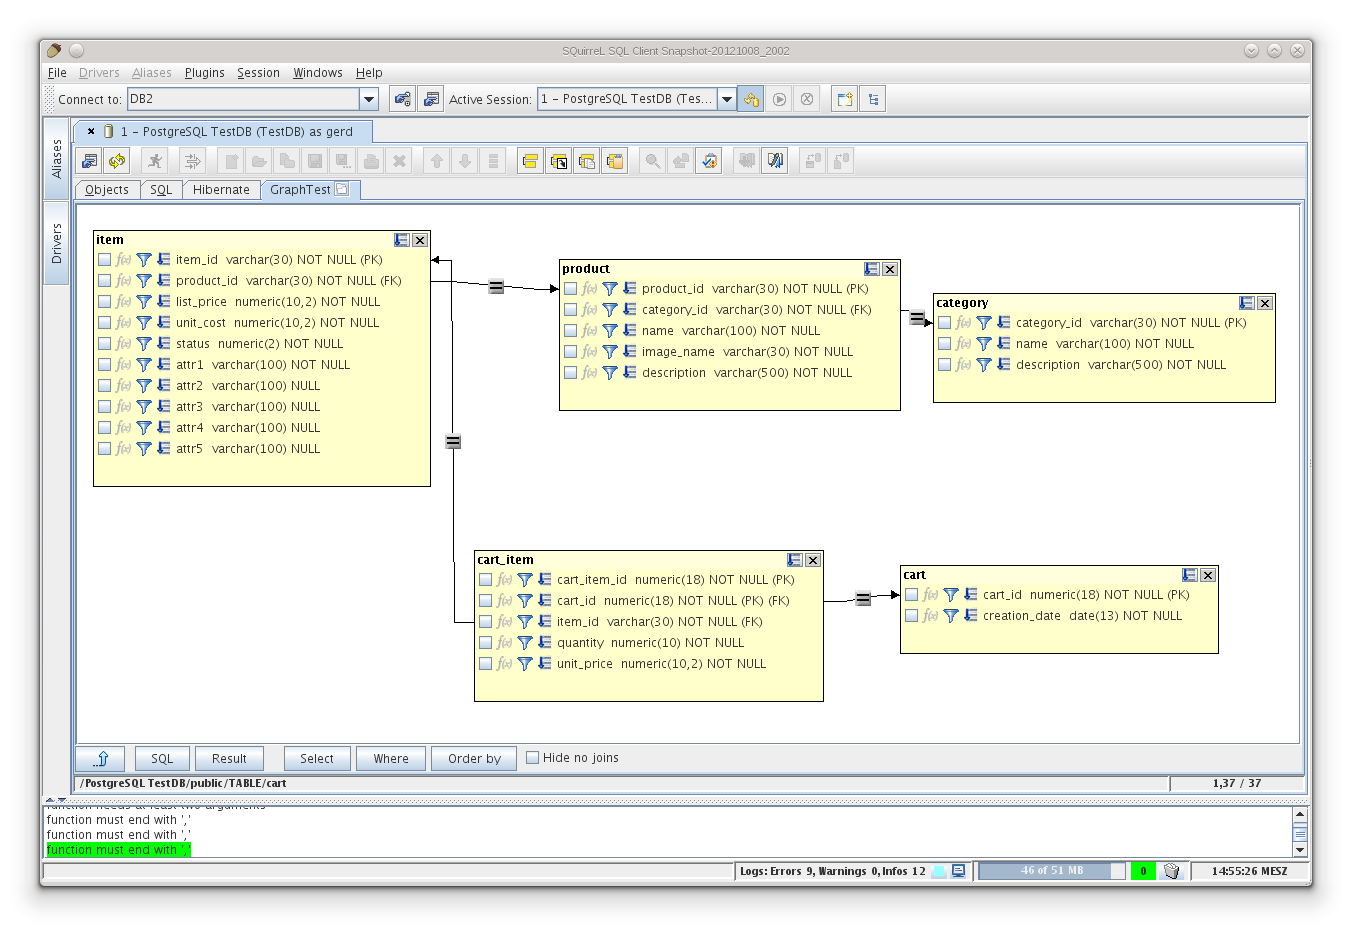 SQuirreL SQL Client Snapshot-20121008_2002
File Drivers Aliases Plugins Session Windows Help
Connect to: DB2 Active Session: 1 – PostgreSQL TestDB (Tes...
1 – PostgreSQL TestDB (TestDB) as gerd
Aliases
Drivers
Objects SQL Hibernate GraphTest
item
item_id varchar(30) NOT NULL (PK)
product_id varchar(30) NOT NULL (FK)
list_price numeric(10,2) NOT NULL
unit_cost numeric(10,2) NOT NULL
status numeric(2) NOT NULL
attr1 varchar(100) NOT NULL
attr2 varchar(100) NULL
attr3 varchar(100) NULL
attr4 varchar(100) NULL
attr5 varchar(100) NULL
product
product_id varchar(30) NOT NULL (PK)
category_id varchar(30) NOT NULL (FK)
name varchar(100) NOT NULL
image_name varchar(30) NOT NULL
description varchar(500) NOT NULL
category
category_id varchar(30) NOT NULL (PK)
name varchar(100) NOT NULL
description varchar(500) NOT NULL
cart_item
cart_item_id numeric(18) NOT NULL (PK)
cart_id numeric(18) NOT NULL (PK) (FK)
item_id varchar(30) NOT NULL (FK)
quantity numeric(10) NOT NULL
unit_price numeric(10,2) NOT NULL
cart
cart_id numeric(18) NOT NULL (PK)
creation_date date(13) NOT NULL
SQL Result Select Where Order by Hide no joins
/PostgreSQL TestDB/public/TABLE/cart 1,37 / 37
function needs at least two arguments
function must end with ','
function must end with ','
function must end with ','
Logs: Errors 9, Warnings 0, Infos 12 46 of 51 MB 0 14:55:26 MESZ